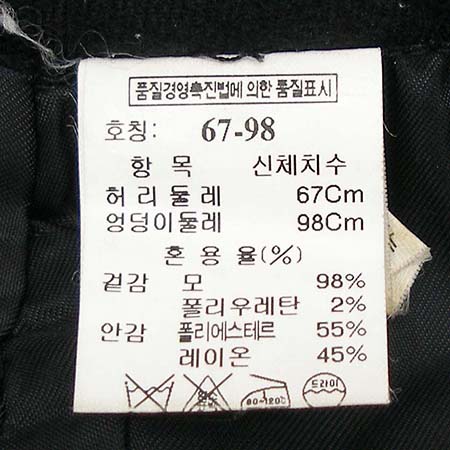 품질경영촉진법에 의한 품질표시
호칭: 67-98
항 목 신체치수
허리둘레 67Cm
엉덩이둘레 98Cm
혼 용 율(%)
겉감 모 98%
폴리우레탄 2%
안감 폴리에스테르 55%
레이온 45%
80~120℃ 드라이